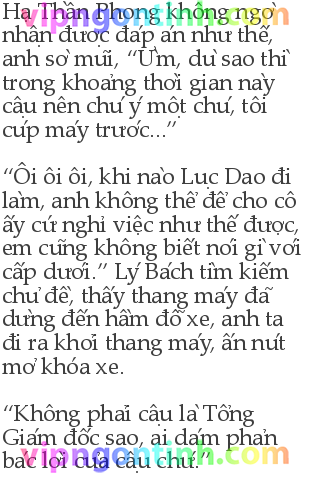 Hạ Thần Phong không ngờ
vipngontinh.com
nhận được đáp án như thế,
anh sờ mũi, “Ừm, dù sao thì
trong khoảng thời gian này
cậu nên chú ý một chú, tôi
cúp máy trước...”
“Ôi ôi ôi, khi nào Lục Dao đi
làm, anh không thể để cho cô
ấy cứ nghỉ việc như thế được,
em cũng không biết nói gì với
cấp dưới.” Lý Bách tìm kiếm
chủ đề, thấy thang máy đã
dừng đến hầm đỗ xe, anh ta
đi ra khỏi thang máy, ấn nút
mở khóa xe.
“Không phải cậu là Tổng
Giám đốc sao, ai dám phản
bác lời của cậu chứ.”
vipngontinh.com